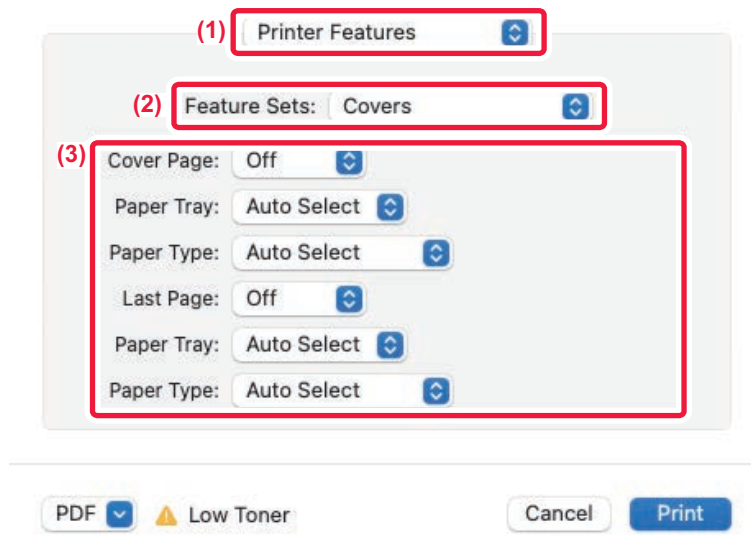 (1) Printer Features
(2) Feature Sets: Covers
(3) Cover Page: Off
Paper Tray: Auto Select
Paper Type: Auto Select
Last Page: Off
Paper Tray: Auto Select
Paper Type: Auto Select
PDF Low Toner Cancel Print